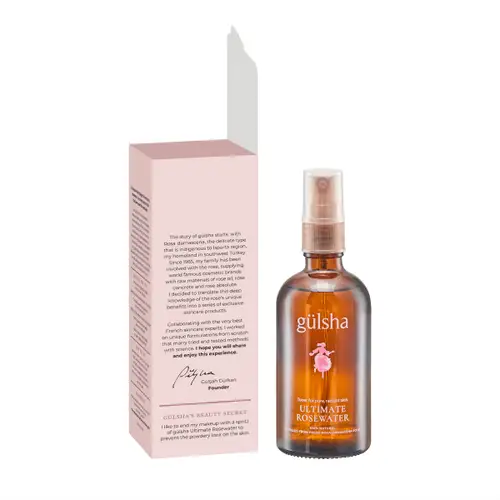 The story of gülsha starts with
Rosa damascena, the delicate type
that is indigenous to Isparta region,
my homeland in southwest Turkey.
Since 1965, my family has been
involved with the rose, supplying
world famous cosmetic brands
with raw materials of rose oil, rose
concrete and rose absolute.
I decided to translate this deep
knowledge of the rose's unique
benefits into a series of exclusive
skincare products.
Collaborating with the very best
French skincare experts, I worked
on unique formulations from scratch
that marry tried and tested methods
with science. I hope you will share
and enjoy this experience.
Gülşah Gürkan
Founder
GÜLSHA'S BEAUTY SECRET
I like to end my makeup with a spritz
of gülsha Ultimate Rosewater to
prevent the powdery look on the skin.
gülsha
ULTIMATE
ROSEWATER